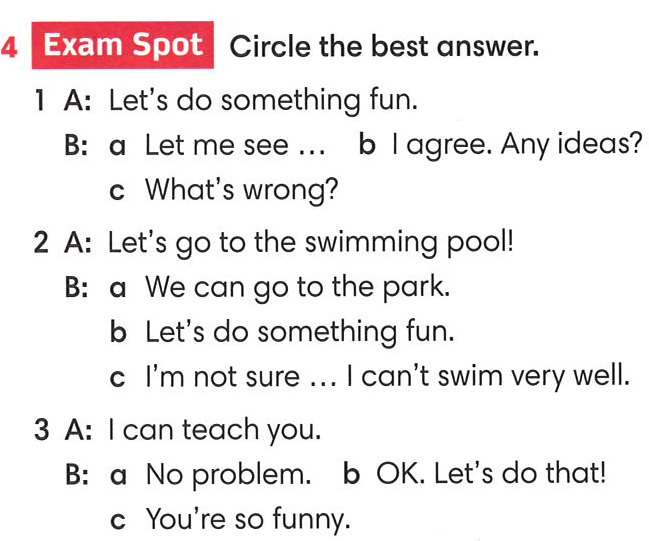 4 Exam Spot Circle the best answer.
1 A: Let's do something fun.
B: a Let me see ... b I agree. Any ideas?
c What's wrong?
2 A: Let's go to the swimming pool!
B: a We can go to the park.
b Let's do something fun.
c I'm not sure ... I can't swim very well.
3 A: I can teach you.
B: a No problem. b OK. Let's do that!
c You're so funny.